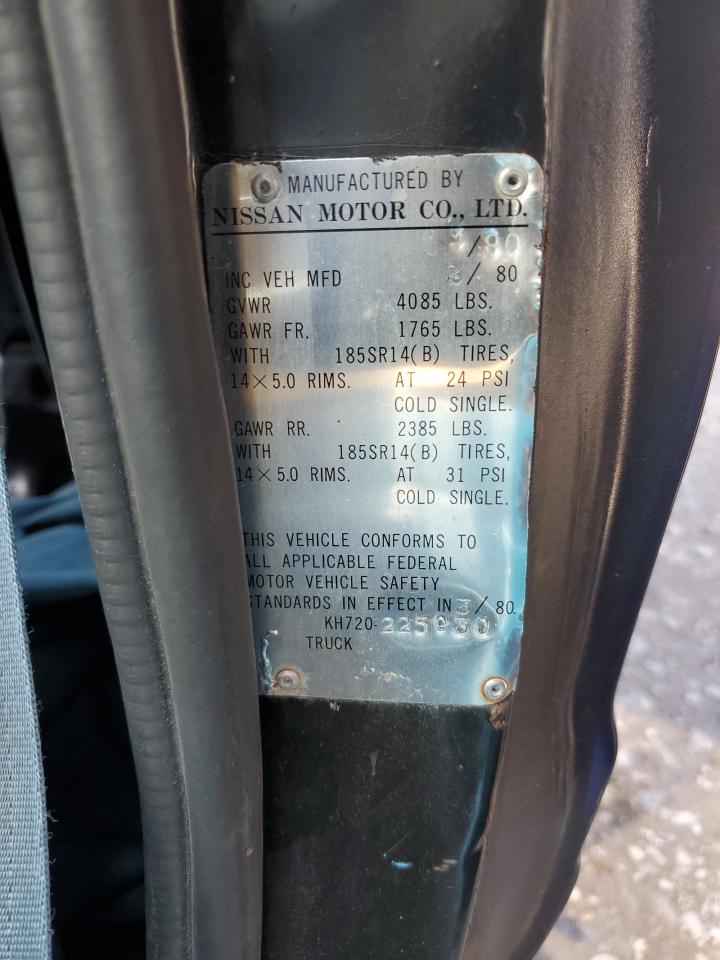 MANUFACTURED BY
NISSAN MOTOR CO., LTD.
/80
INC VEH MFD 3/ 80
GVWR 4085 LBS.
GAWR FR. 1765 LBS.
WITH 185SR14(B) TIRES,
14×5.0 RIMS. AT 24 PSI
COLD SINGLE.
GAWR RR. 2385 LBS.
WITH 185SR14(B) TIRES,
14×5.0 RIMS. AT 31 PSI
COLD SINGLE.
THIS VEHICLE CONFORMS TO
ALL APPLICABLE FEDERAL
MOTOR VEHICLE SAFETY
STANDARDS IN EFFECT IN 3/80.
KH720-
TRUCK